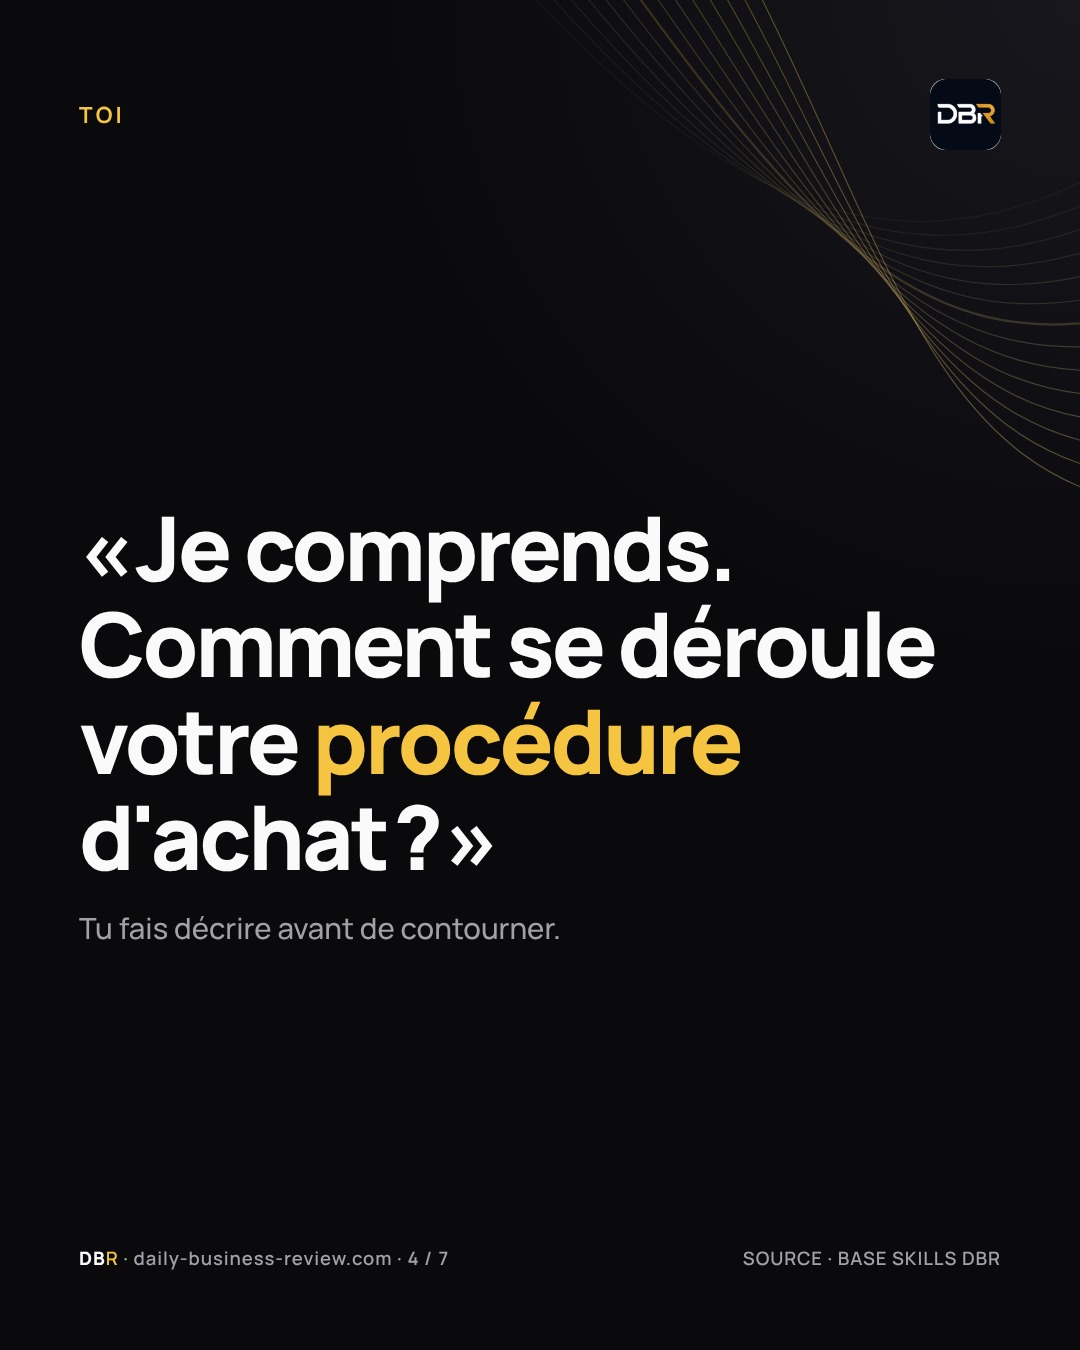 TOI
DBR
«Je comprends.
Comment se déroule
votre procédure
d'achat ?»
Tu fais décrire avant de contourner.
DBR · daily-business-review.com · 4 / 7
SOURCE · BASE SKILLS DBR